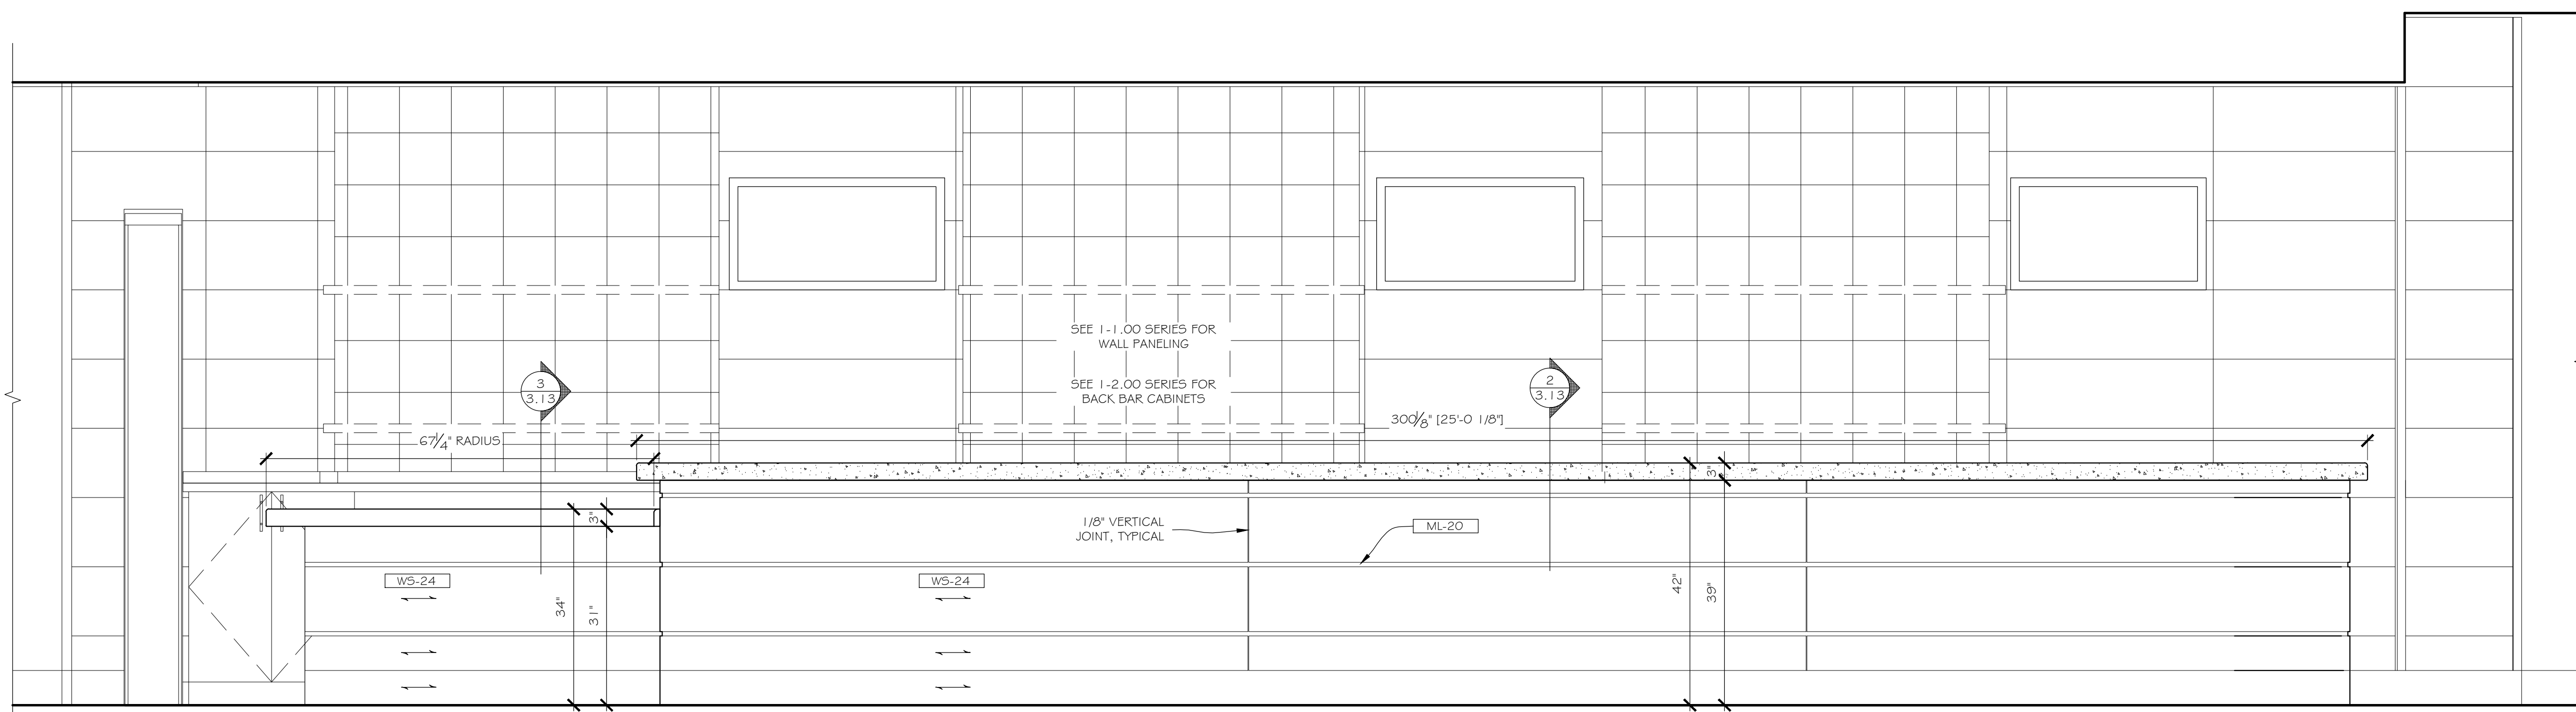 SEE 1-1.00 SERIES FOR
WALL PANELING
SEE 1-2.00 SERIES FOR
BACK BAR CABINETS
3
3.13
2
3.13
67 1/4" RADIUS
300 1/8" [25'-0 1/8"]
3"
3"
1/8" VERTICAL
JOINT, TYPICAL
ML-20
WS-24
WS-24
34"
31"
42"
39"